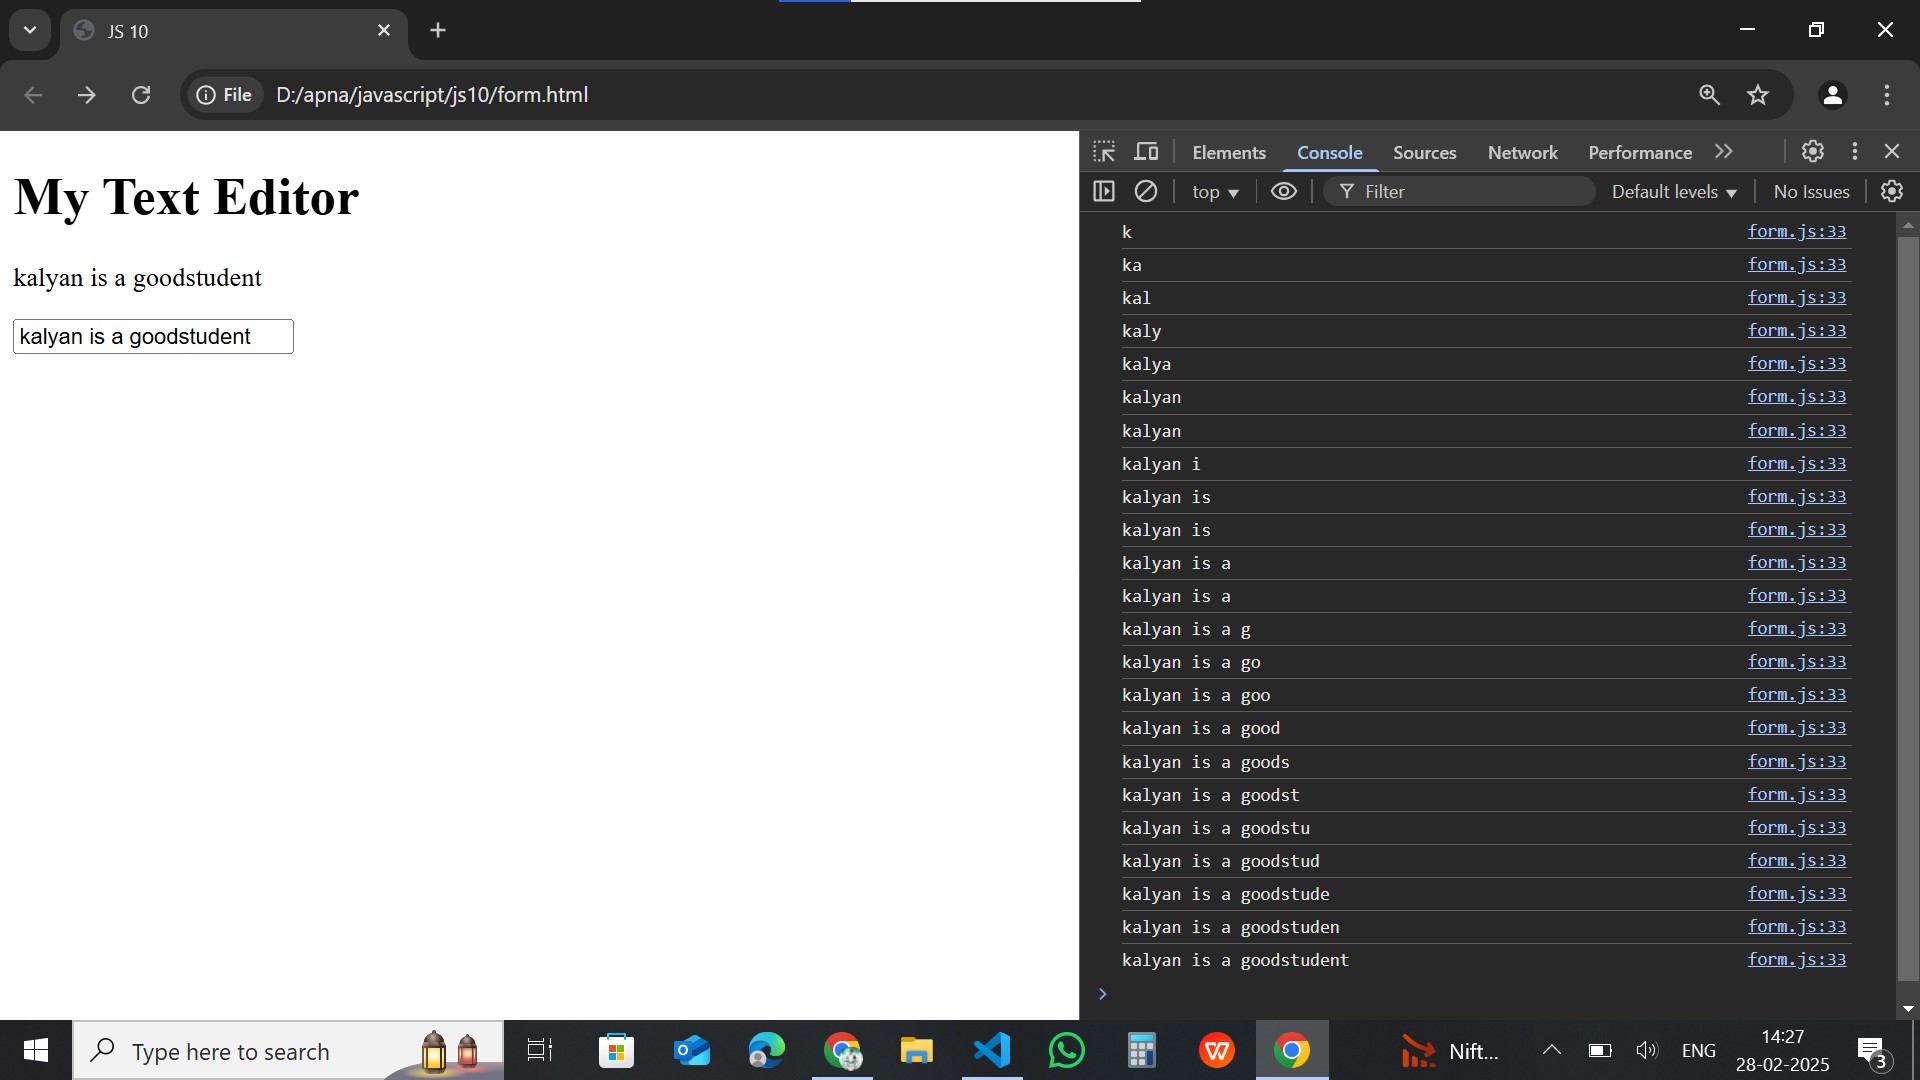 JS 10
File D:/apna/javascript/js10/form.html
My Text Editor
kalyan is a goodstudent
kalyan is a goodstudent
Elements Console Sources Network Performance
top Filter Default levels No Issues
k form.js:33
ka form.js:33
kal form.js:33
kaly form.js:33
kalya form.js:33
kalyan form.js:33
kalyan form.js:33
kalyan i form.js:33
kalyan is form.js:33
kalyan is form.js:33
kalyan is a form.js:33
kalyan is a form.js:33
kalyan is a g form.js:33
kalyan is a go form.js:33
kalyan is a goo form.js:33
kalyan is a good form.js:33
kalyan is a goods form.js:33
kalyan is a goodst form.js:33
kalyan is a goodstu form.js:33
kalyan is a goodstud form.js:33
kalyan is a goodstude form.js:33
kalyan is a goodstuden form.js:33
kalyan is a goodstudent form.js:33
Type here to search
Nift...
ENG
14:27
28-02-2025
3